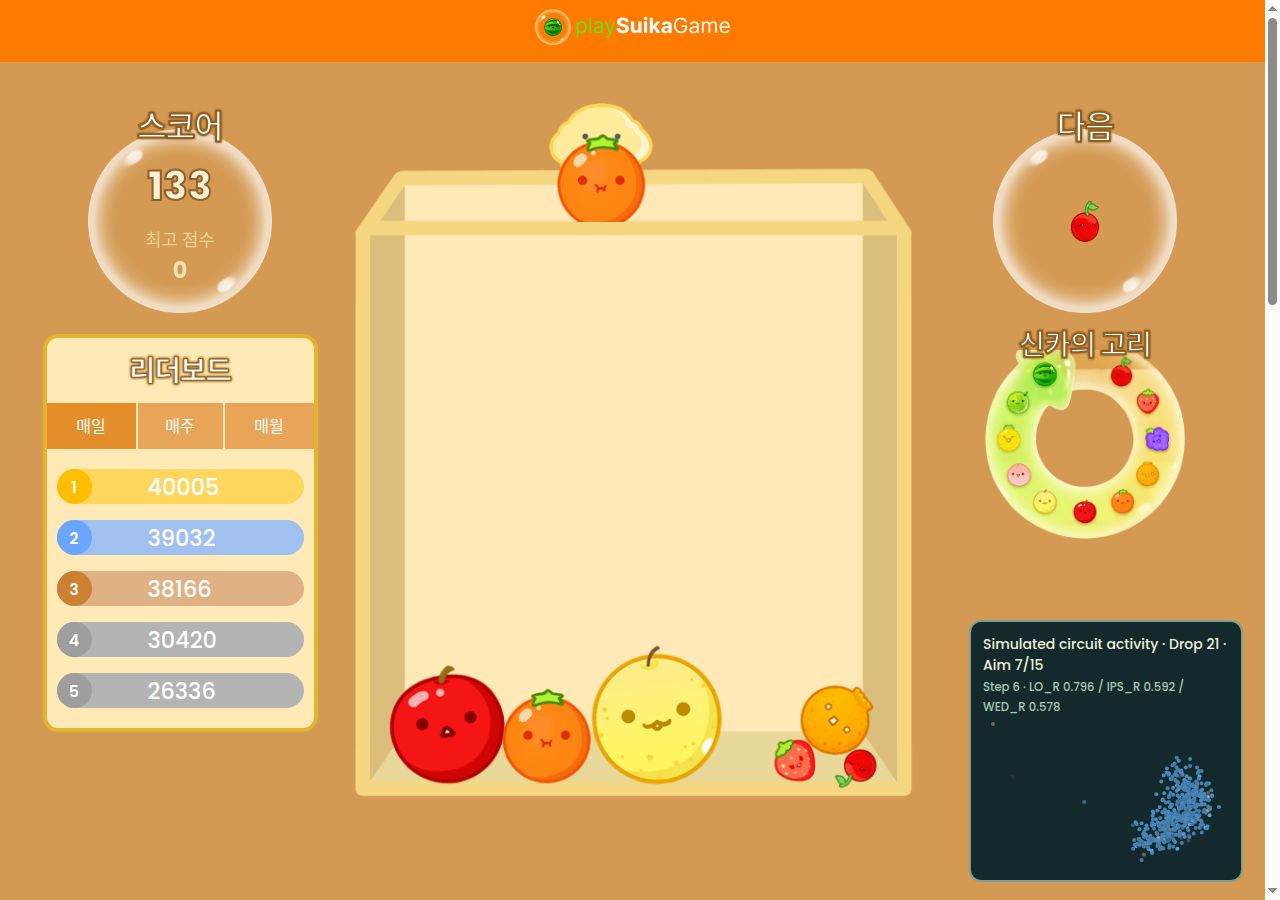 playSuikaGame
스코어
133
최고 점수
0
다음
신카의 고리
리더보드
매일 매주 매월
1 40005
2 39032
3 38166
4 30420
5 26336
Simulated circuit activity · Drop 21 ·
Aim 7/15
Step 6 · LO_R 0.796 / IPS_R 0.592 /
WED_R 0.578